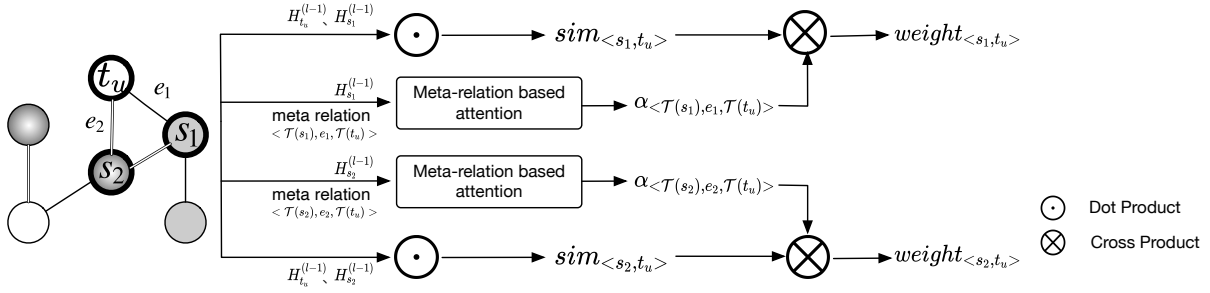 H_{t_u}^{(l-1)}、H_{s_1}^{(l-1)}
sim_{<s_1,t_u>}
weight_{<s_1,t_u>}
t_u
e_1
e_2
s_1
s_2
H_{s_1}^{(l-1)}
meta relation
<𝒯(s_1),e_1,𝒯(t_u)>
Meta-relation based
attention
α_{<𝒯(s_1),e_1,𝒯(t_u)>}
H_{s_2}^{(l-1)}
meta relation
<𝒯(s_2),e_2,𝒯(t_u)>
Meta-relation based
attention
α_{<𝒯(s_2),e_2,𝒯(t_u)>}
H_{t_u}^{(l-1)}、H_{s_2}^{(l-1)}
sim_{<s_2,t_u>}
weight_{<s_2,t_u>}
Dot Product
Cross Product